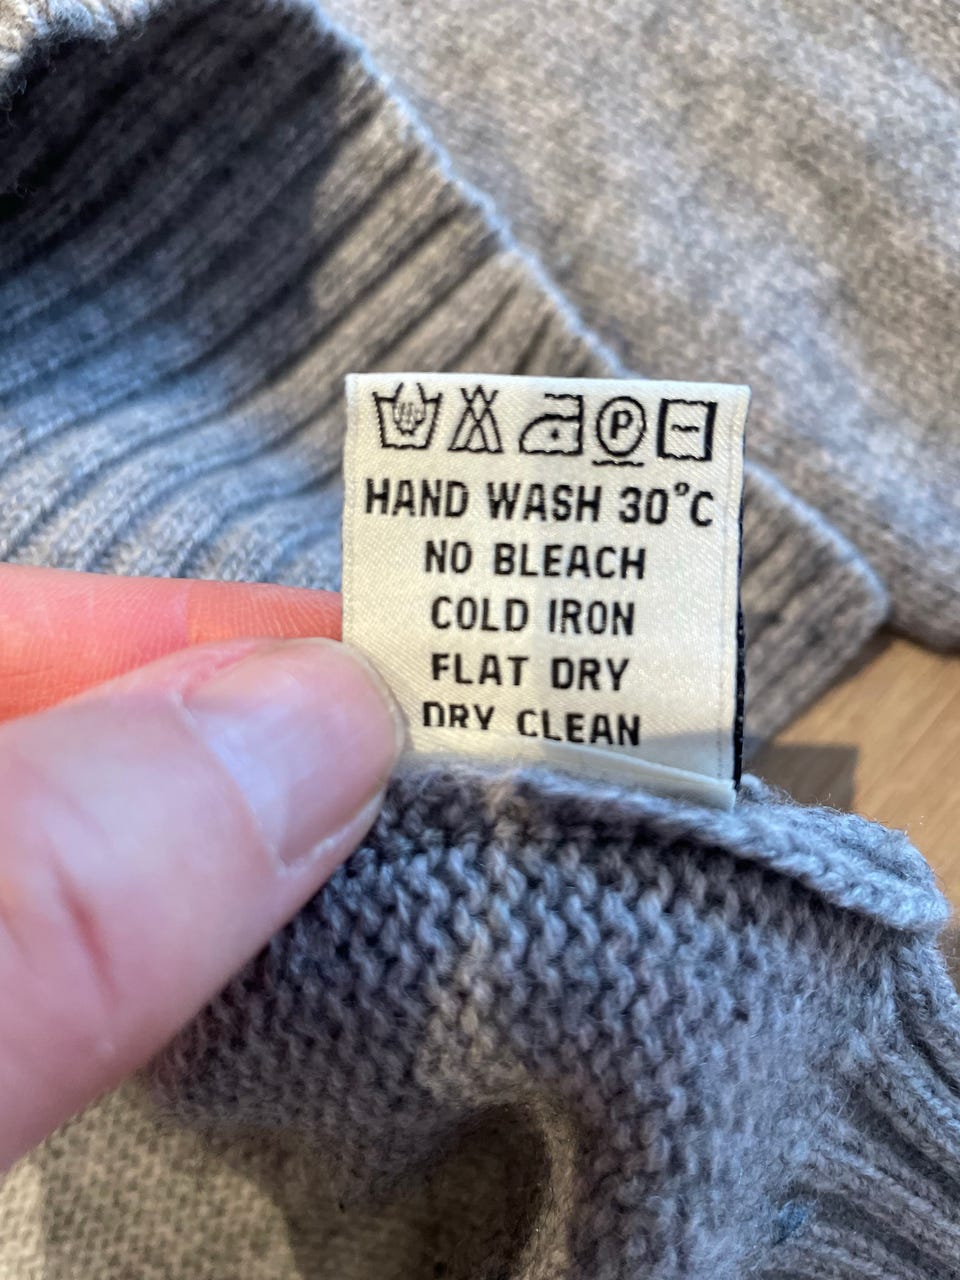 P
HAND WASH 30°C
NO BLEACH
COLD IRON
FLAT DRY
DRY CLEAN